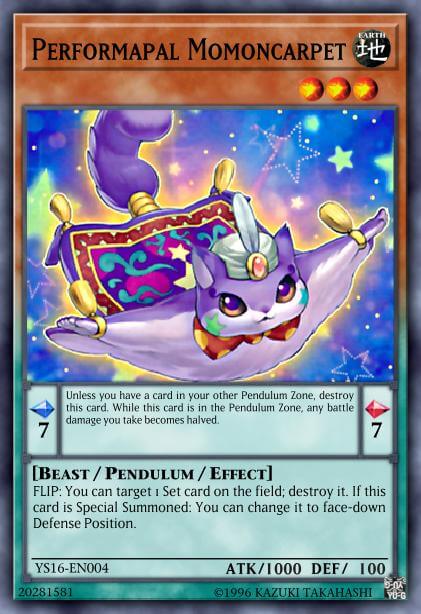 PERFORMAPAL MOMONCARPET
EARTH
地
Unless you have a card in your other Pendulum Zone, destroy
this card. While this card is in the Pendulum Zone, any battle
damage you take becomes halved.
7
7
[BEAST / PENDULUM / EFFECT]
FLIP: You can target 1 Set card on the field; destroy it. If this
card is Special Summoned: You can change it to face-down
Defense Position.
YS16-EN004
ATK/1000 DEF/ 100
20281581
©1996 KAZUKI TAKAHASHI